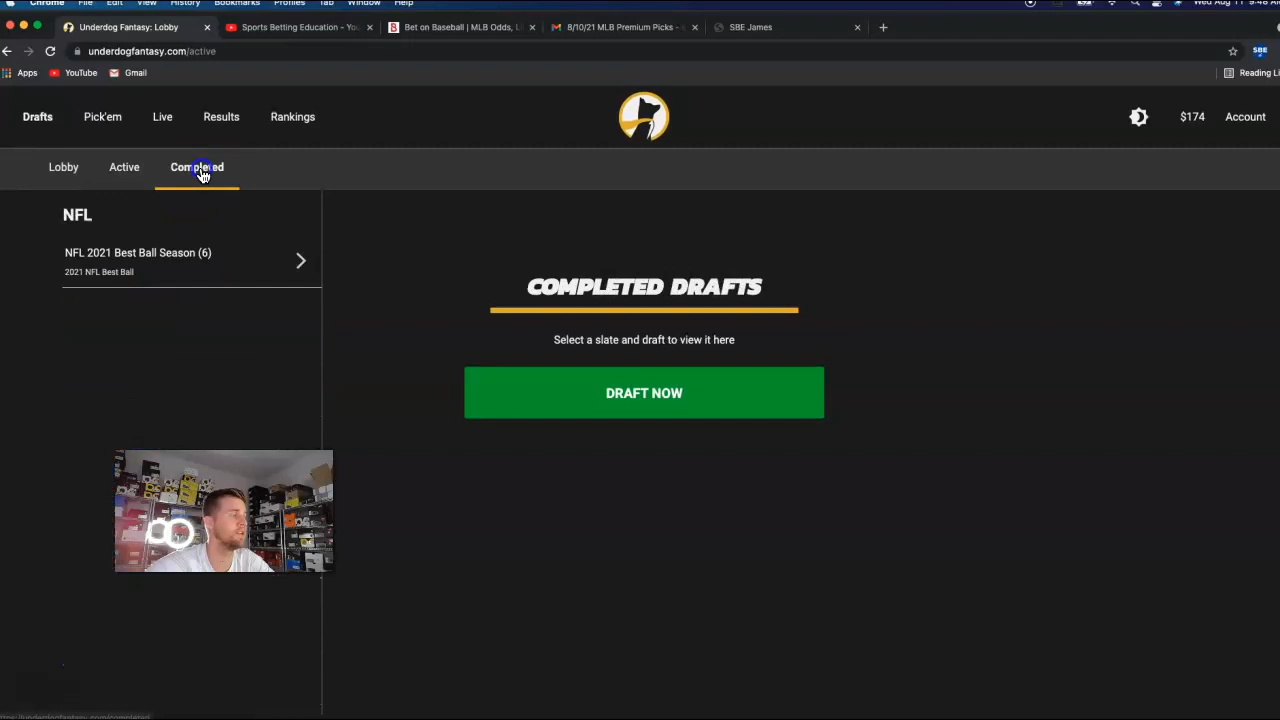 Chrome File Edit View History Bookmarks Profiles Tab Window Help
Underdog Fantasy: Lobby
Sports Betting Education - Yo
Bet on Baseball | MLB Odds, Li
8/10/21 MLB Premium Picks -
SBE James
underdogfantasy.com/active
Apps YouTube Gmail
Reading Li
Drafts Pick'em Live Results Rankings
$174 Account
Lobby Active Completed
NFL
NFL 2021 Best Ball Season (6)
2021 NFL Best Ball
COMPLETED DRAFTS
Select a slate and draft to view it here
DRAFT NOW